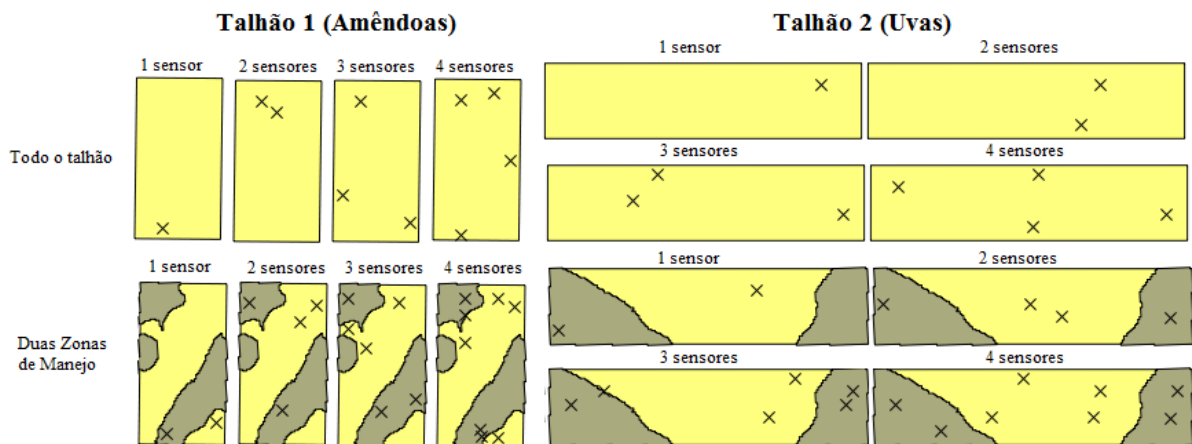 Talhão 1 (Amêndoas)
Talhão 2 (Uvas)
1 sensor
2 sensores
3 sensores
4 sensores
1 sensor
2 sensores
Todo o talhão
3 sensores
4 sensores
1 sensor
2 sensores
3 sensores
4 sensores
1 sensor
2 sensores
Duas Zonas
de Manejo
3 sensores
4 sensores